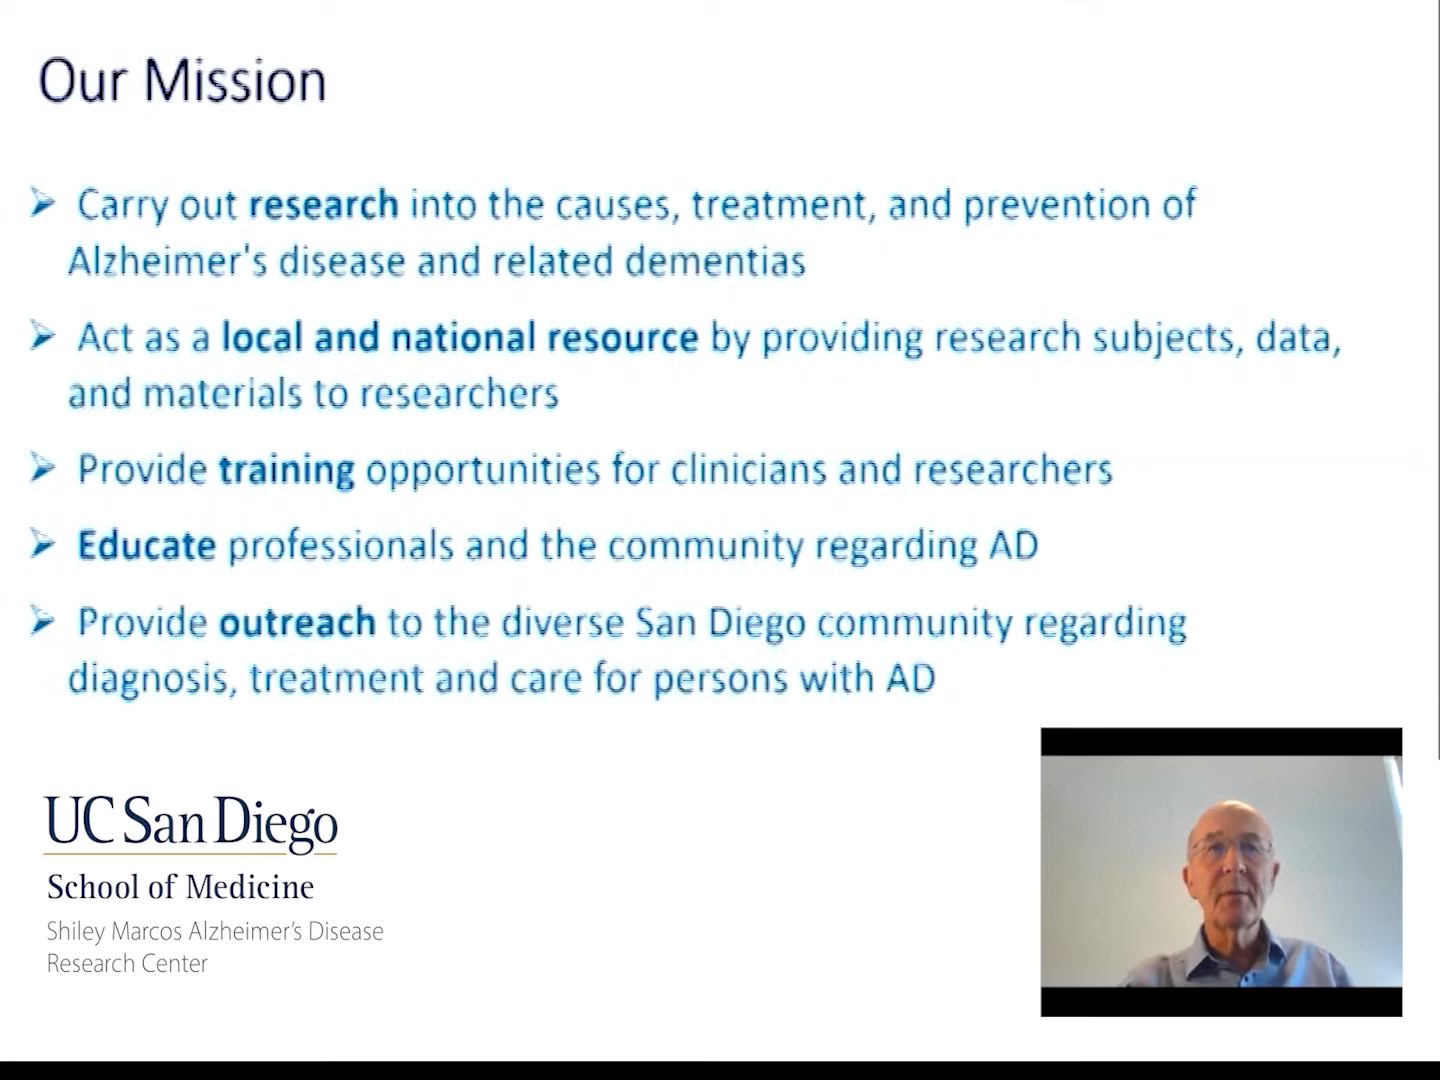 Our Mission
➢ Carry out research into the causes, treatment, and prevention of
Alzheimer's disease and related dementias
➢ Act as a local and national resource by providing research subjects, data,
and materials to researchers
➢ Provide training opportunities for clinicians and researchers
➢ Educate professionals and the community regarding AD
➢ Provide outreach to the diverse San Diego community regarding
diagnosis, treatment and care for persons with AD
UC San Diego
School of Medicine
Shiley Marcos Alzheimer's Disease
Research Center